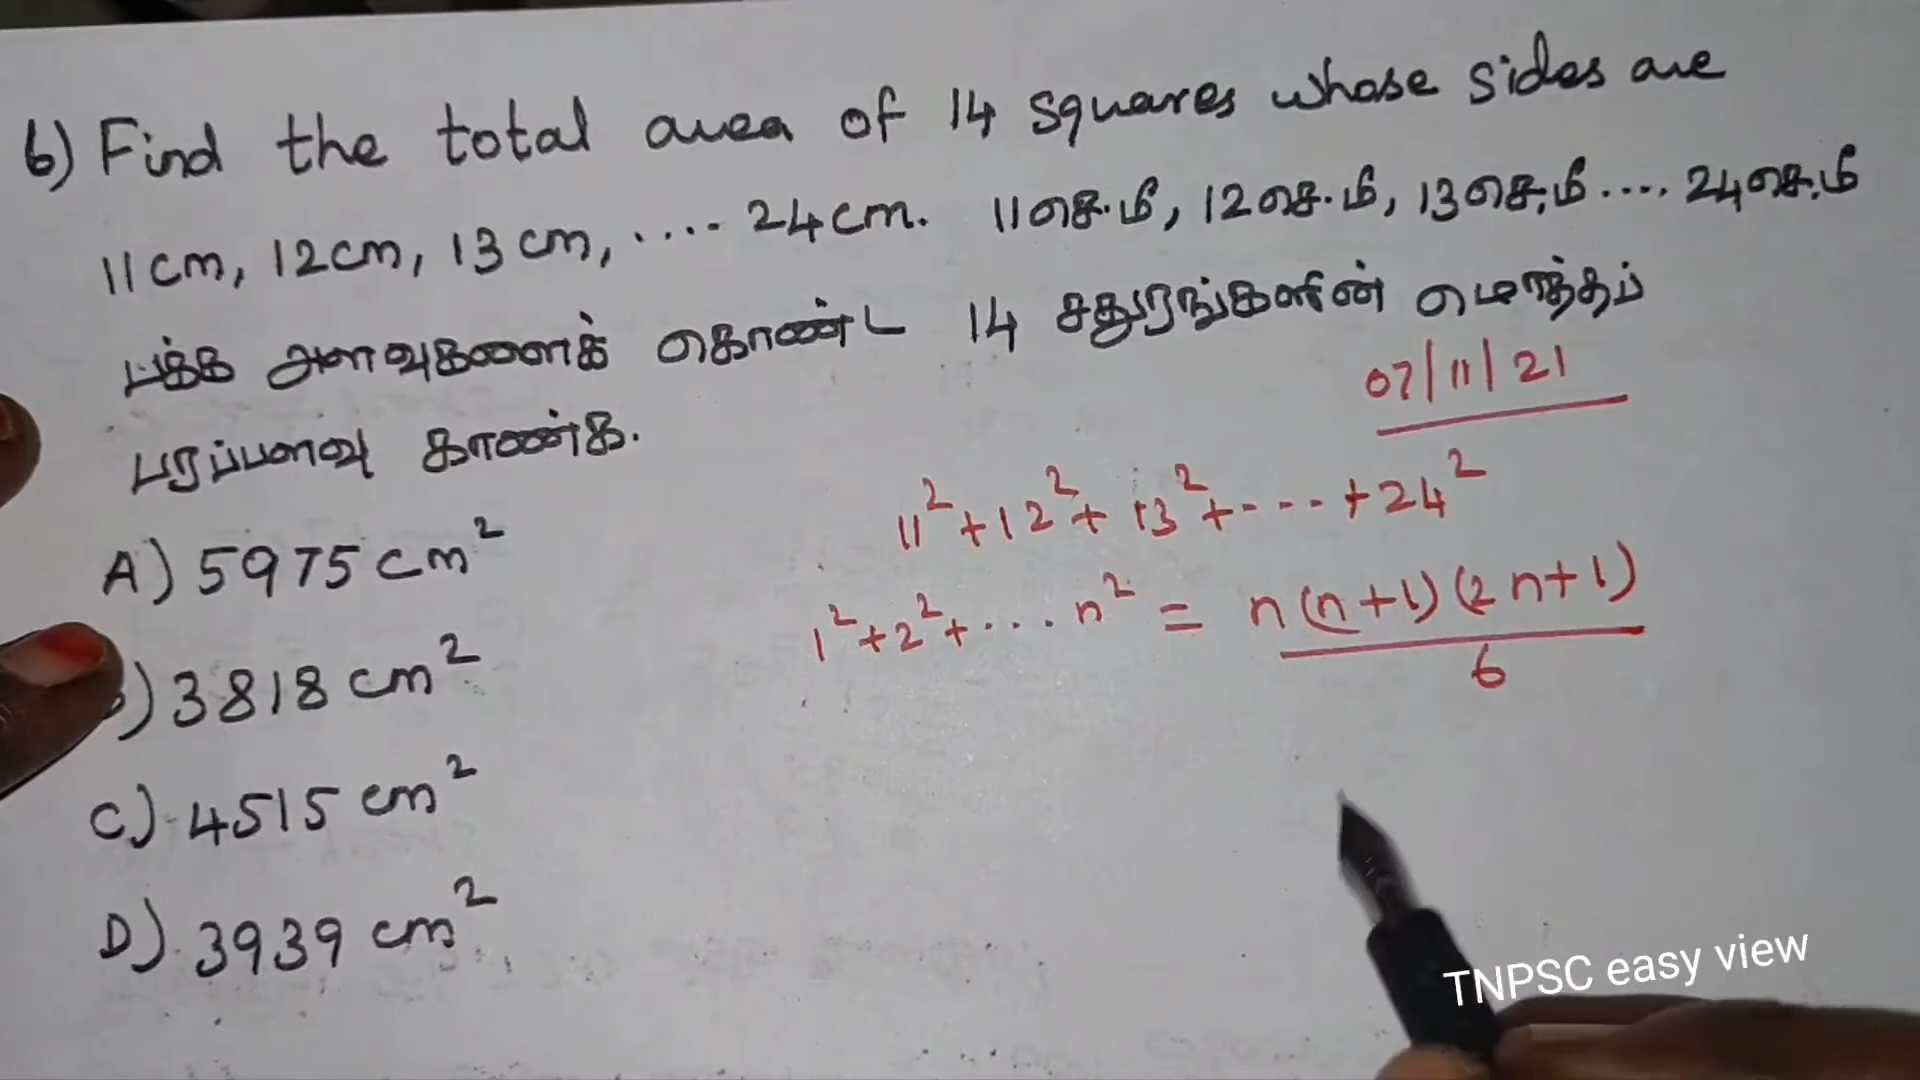 6) Find the total area of 14 squares whose sides are
11cm, 12cm, 13cm, .... 24cm. 11செ.மீ, 12செ.மீ, 13செ.மீ .... 24செ.மீ
பக்க அளவுகளைக் கொண்ட 14 சதுரங்களின் மொத்தப்
பரப்பளவு காண்க.
07/11/21
A) 5975 cm²
11² + 12² + 13² + - - - + 24²
1² + 2² + .... n² = n(n+1)(2n+1)
6
B) 3818 cm²
C) 4515 cm²
D) 3939 cm²
TNPSC easy view